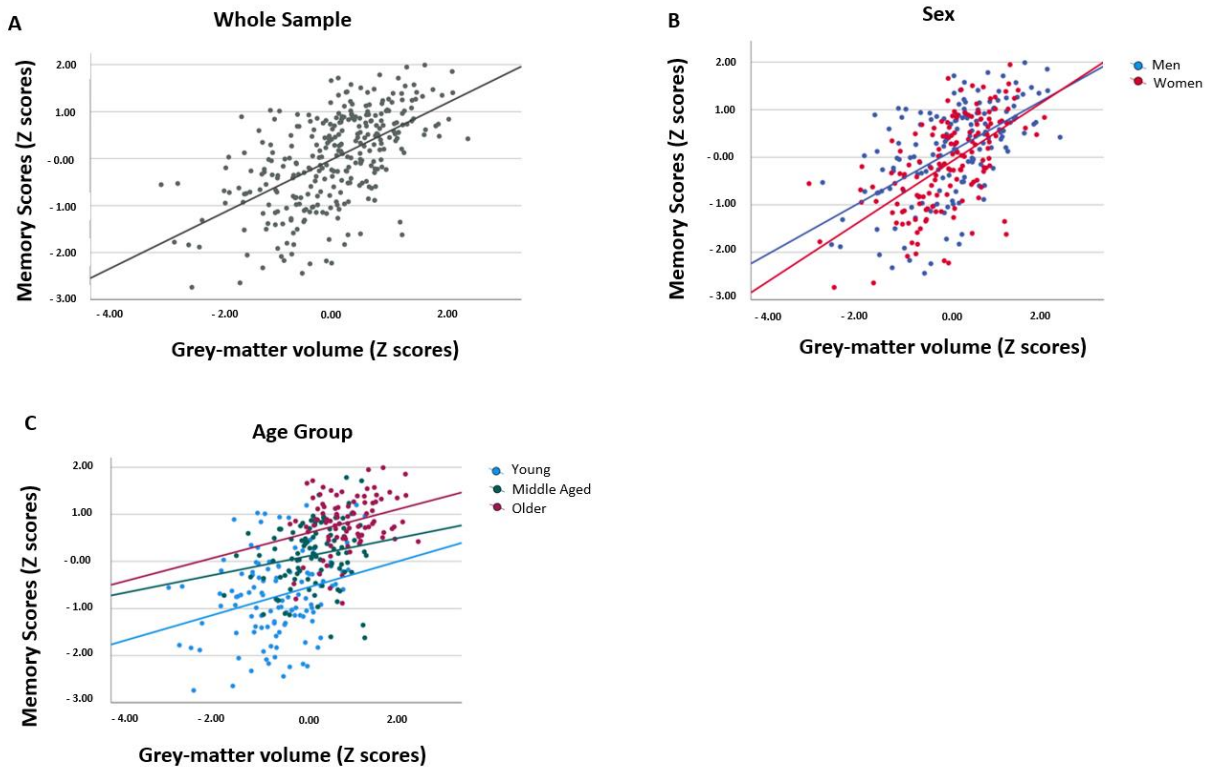 A
Whole Sample
Memory Scores (Z scores)
2.00
1.00
- 0.00
- 1.00
- 2.00
- 3.00
- 4.00
- 2.00
0.00
2.00
Grey-matter volume (Z scores)
B
Sex
Memory Scores (Z scores)
2.00
1.00
- 0.00
- 1.00
- 2.00
- 3.00
- 4.00
- 2.00
0.00
2.00
Grey-matter volume (Z scores)
Men
Women
C
Age Group
Memory Scores (Z scores)
2.00
1.00
- 0.00
- 1.00
- 2.00
- 3.00
- 4.00
- 2.00
0.00
2.00
Grey-matter volume (Z scores)
Young
Middle Aged
Older